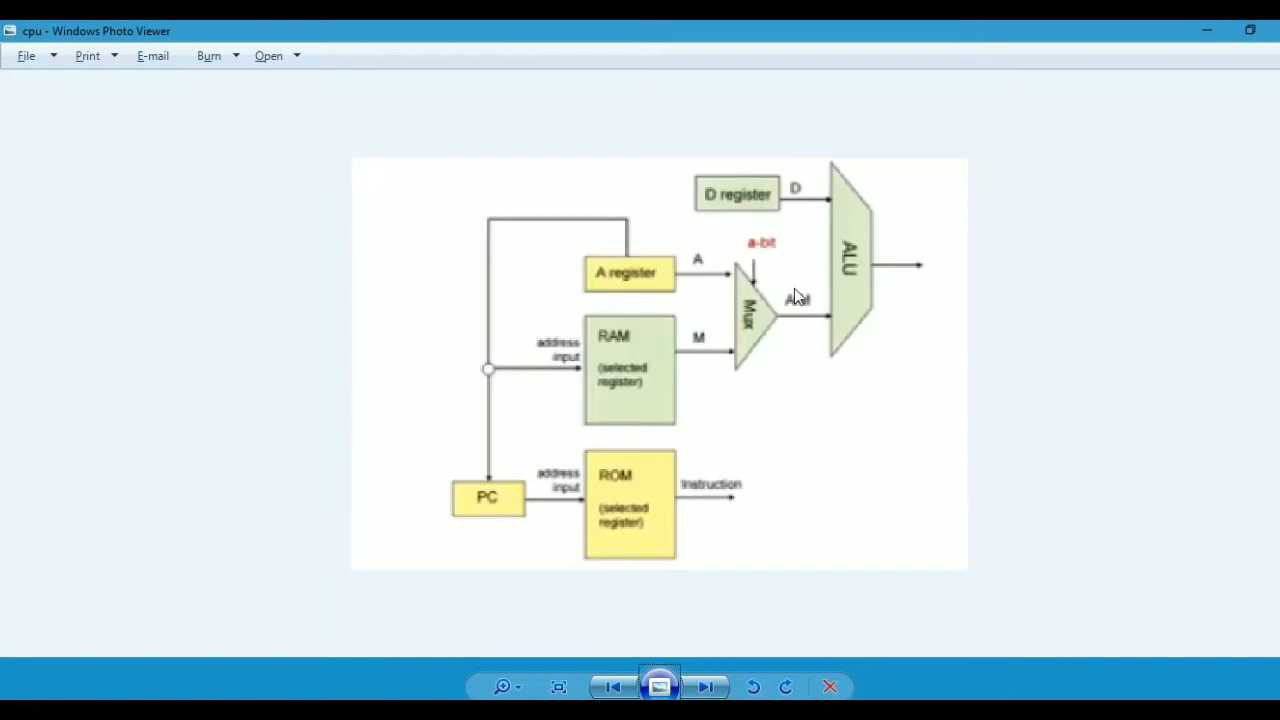 cpu - Windows Photo Viewer
File Print E-mail Burn Open
D register
D
a-bit
A register
A
ALU
Mux
RAM
(selected
register)
address
input
M
PC
address
input
ROM
(selected
register)
Instruction